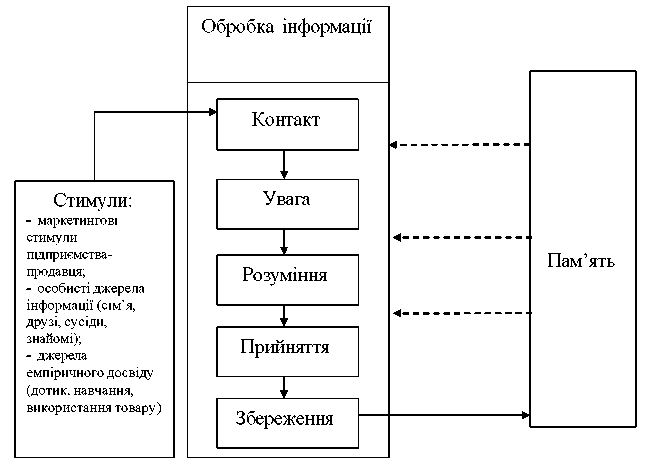 Обробка інформації
Контакт
Увага
Розуміння
Прийняття
Збереження
Стимули:
- маркетингові
стимули
підприємства-
продавця;
- особисті джерела
інформації (сім’я,
друзі, сусіди,
знайомі);
- джерела
емпіричного досвіду
(дотик, навчання,
використання товару)
Пам’ять